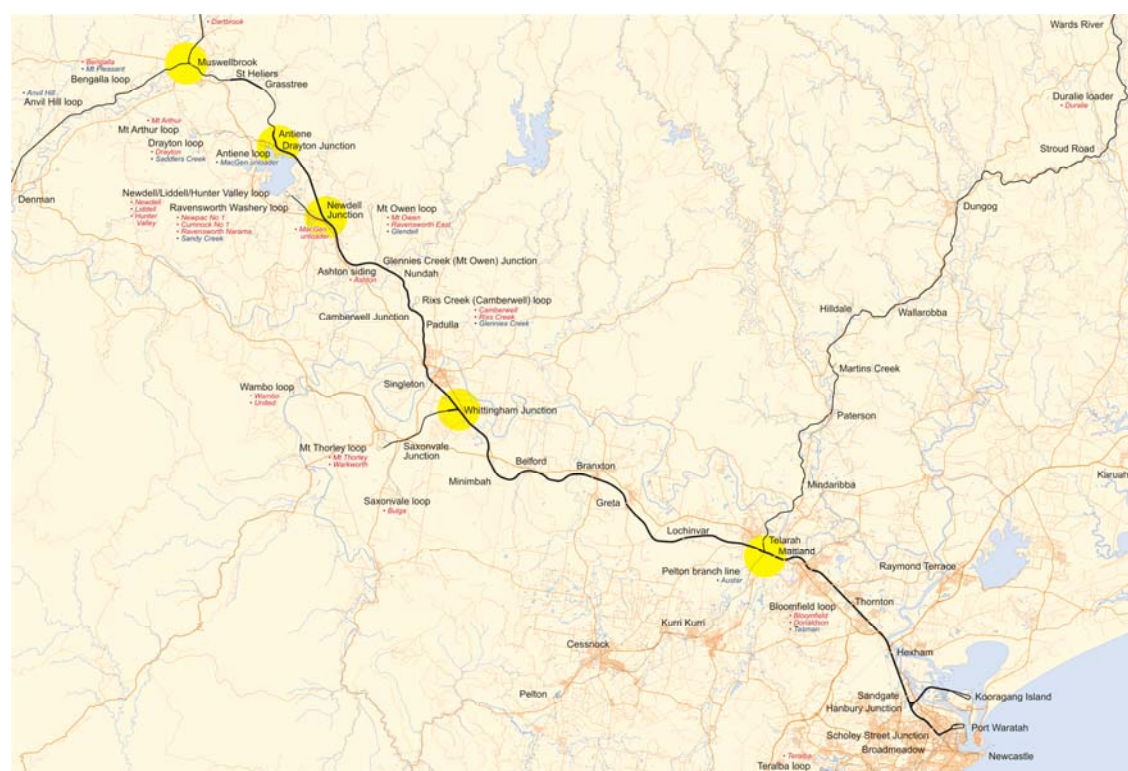 • Dartbrook
Wards River
Muswellbrook
• Bengalla
• Mt Pleasant
Bengalla loop
St Heliers
Grasstree
• Anvil Hill
Anvil Hill loop
Duralie loader
• Duralie
• Mt Arthur
Mt Arthur loop
Antiene
Drayton Junction
Drayton loop
• Drayton
• Saddlers Creek
Antiene loop
• MacGen unloader
Stroud Road
Denman
Newdell/Liddell/Hunter Valley loop
• Newdell
• Liddell
• Hunter
Valley
Ravensworth Washery loop
• Newpac No 1
• Cumnock No 1
• Ravensworth Narama
• Sandy Creek
Newdell
Junction
• MacGen
unloader
Mt Owen loop
• Mt Owen
• Ravensworth East
• Glendell
Dungog
Glennies Creek (Mt Owen) Junction
Ashton siding
• Ashton
Nundah
Rixs Creek (Camberwell) loop
• Camberwell
• Rixs Creek
• Glennies Creek
Camberwell Junction
Padulla
Hilldale
Wallarobba
Martins Creek
Singleton
Wambo loop
• Wambo
• United
Whittingham Junction
Paterson
Mt Thorley loop
• Mt Thorley
• Warkworth
Saxonvale
Junction
Belford
Branxton
Minimbah
Mindaribba
Karuah
Saxonvale loop
• Bulga
Greta
Lochinvar
Telarah
Maitland
Pelton branch line
• Austar
Raymond Terrace
Bloomfield loop
• Bloomfield
• Donaldson
• Tasman
Thornton
Kurri Kurri
Cessnock
Hexham
Pelton
Sandgate
Hanbury Junction
Kooragang Island
Scholey Street Junction
Port Waratah
Broadmeadow
Newcastle
• Teralba
Teralba loop